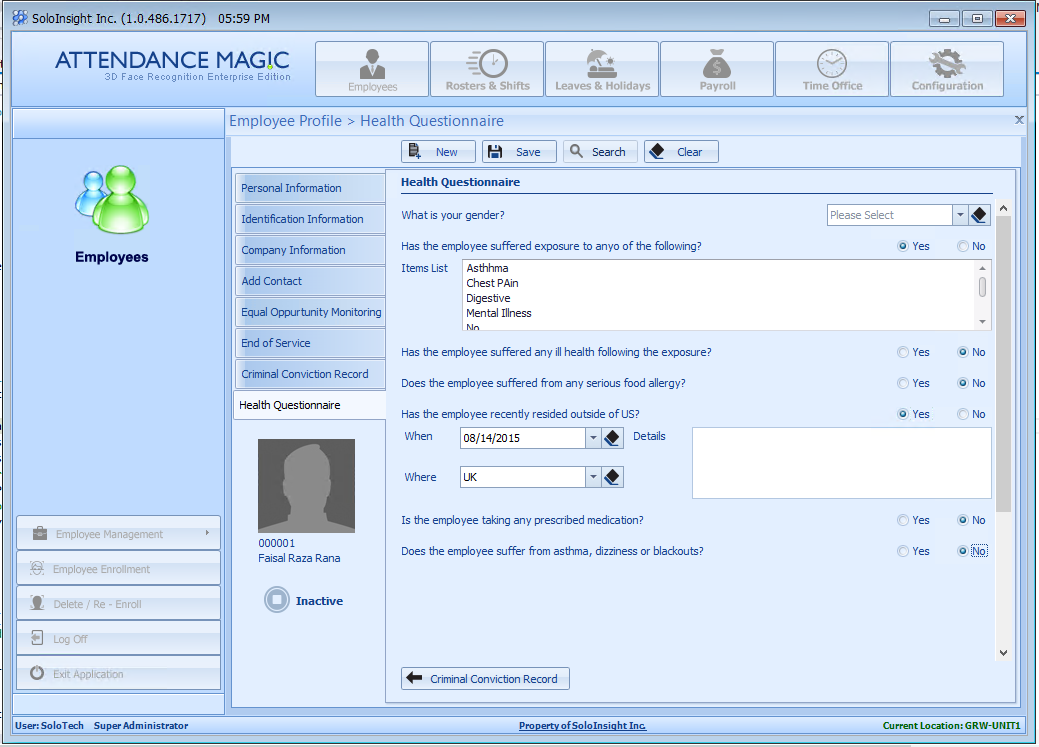 SoloInsight Inc. (1.0.486.1717) 05:59 PM
ATTENDANCE MAGIC
3D Face Recognition Enterprise Edition
Employees
Rosters & Shifts
Leaves & Holidays
Payroll
Time Office
Configuration
Employee Profile > Health Questionnaire
New
Save
Search
Clear
Employees
Personal Information
Identification Information
Company Information
Add Contact
Equal Opportunity Monitoring
End of Service
Criminal Conviction Record
Health Questionnaire
000001
Faisal Raza Rana
Inactive
Employee Management
Employee Enrollment
Delete / Re - Enroll
Log Off
Exit Application
Health Questionnaire
What is your gender? Please Select
Has the employee suffered exposure to anyo of the following? Yes No
Items List
Asthhma
Chest PAin
Digestive
Mental Illness
No
Has the employee suffered any ill health following the exposure? Yes No
Does the employee suffered from any serious food allergy? Yes No
Has the employee recently resided outside of US? Yes No
When 08/14/2015 Details
Where UK
Is the employee taking any prescribed medication? Yes No
Does the employee suffer from asthma, dizziness or blackouts? Yes No
Criminal Conviction Record
User: SoloTech Super Administrator
Property of SoloInsight Inc.
Current Location: GRW-UNIT1